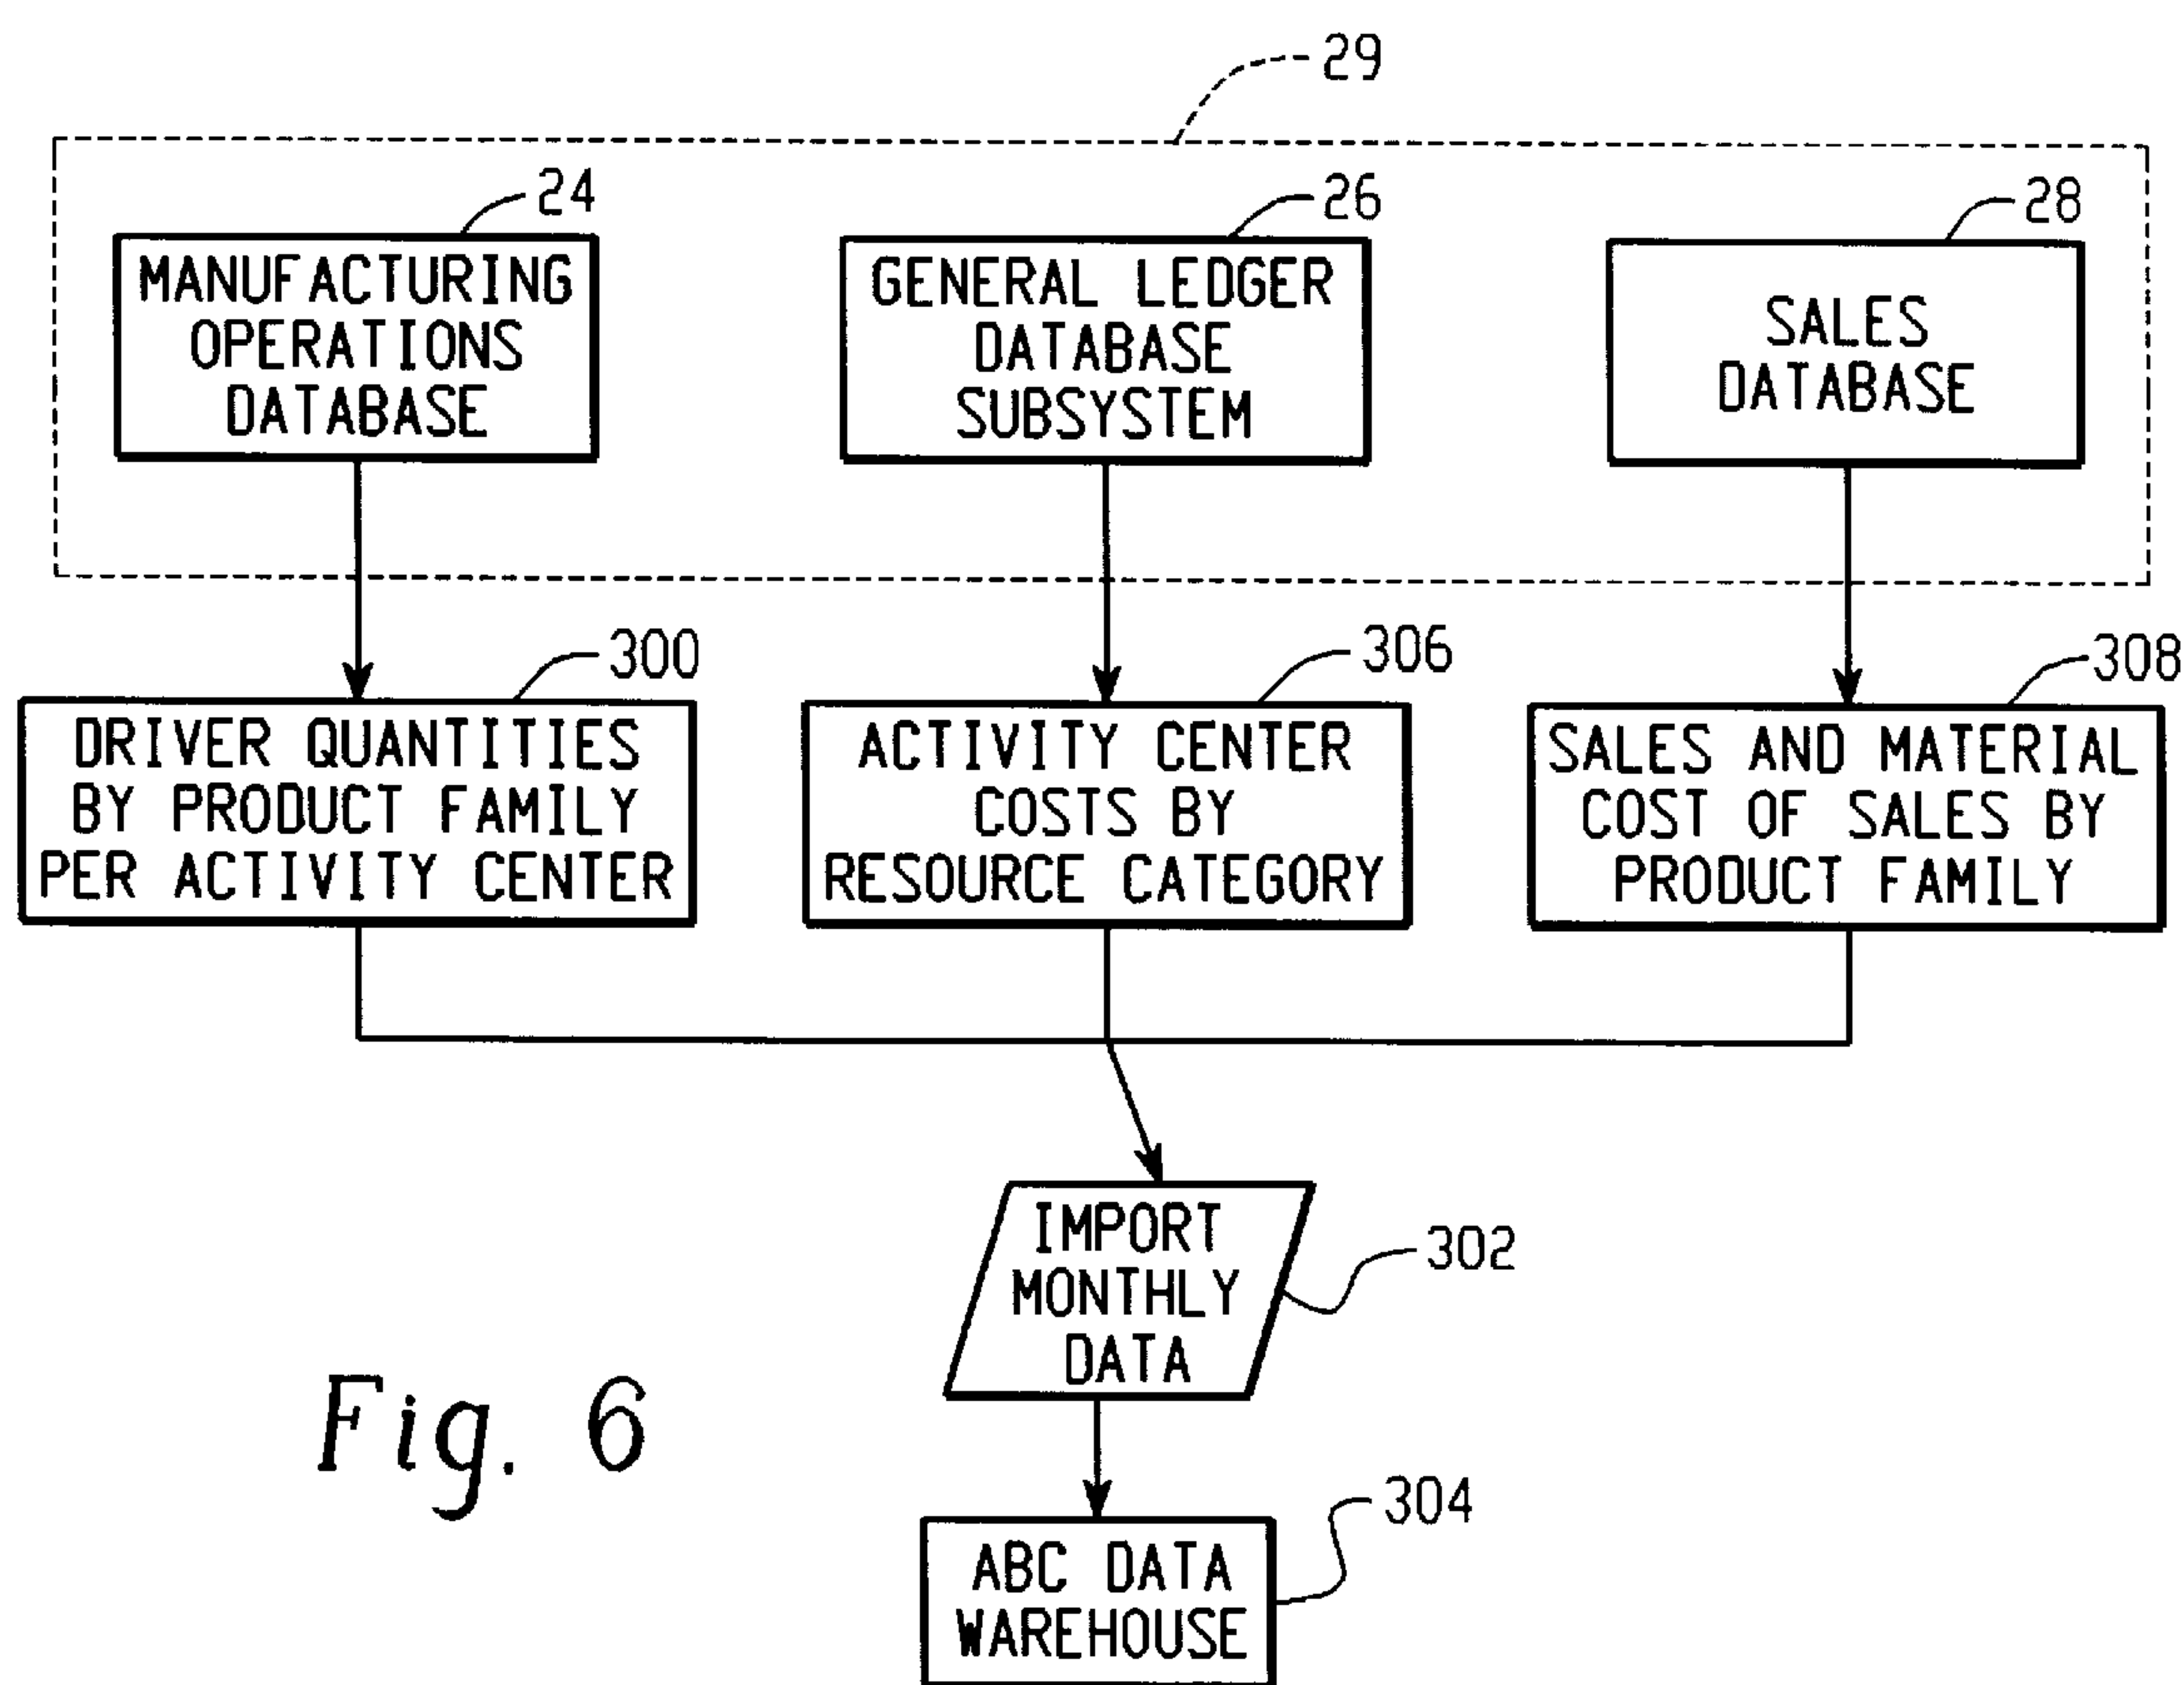 29
24
26
28
MANUFACTURING
OPERATIONS
DATABASE
GENERAL LEDGER
DATABASE
SUBSYSTEM
SALES
DATABASE
300
306
308
DRIVER QUANTITIES
BY PRODUCT FAMILY
PER ACTIVITY CENTER
ACTIVITY CENTER
COSTS BY
RESOURCE CATEGORY
SALES AND MATERIAL
COST OF SALES BY
PRODUCT FAMILY
IMPORT
MONTHLY
DATA
302
Fig. 6
304
ABC DATA
WAREHOUSE